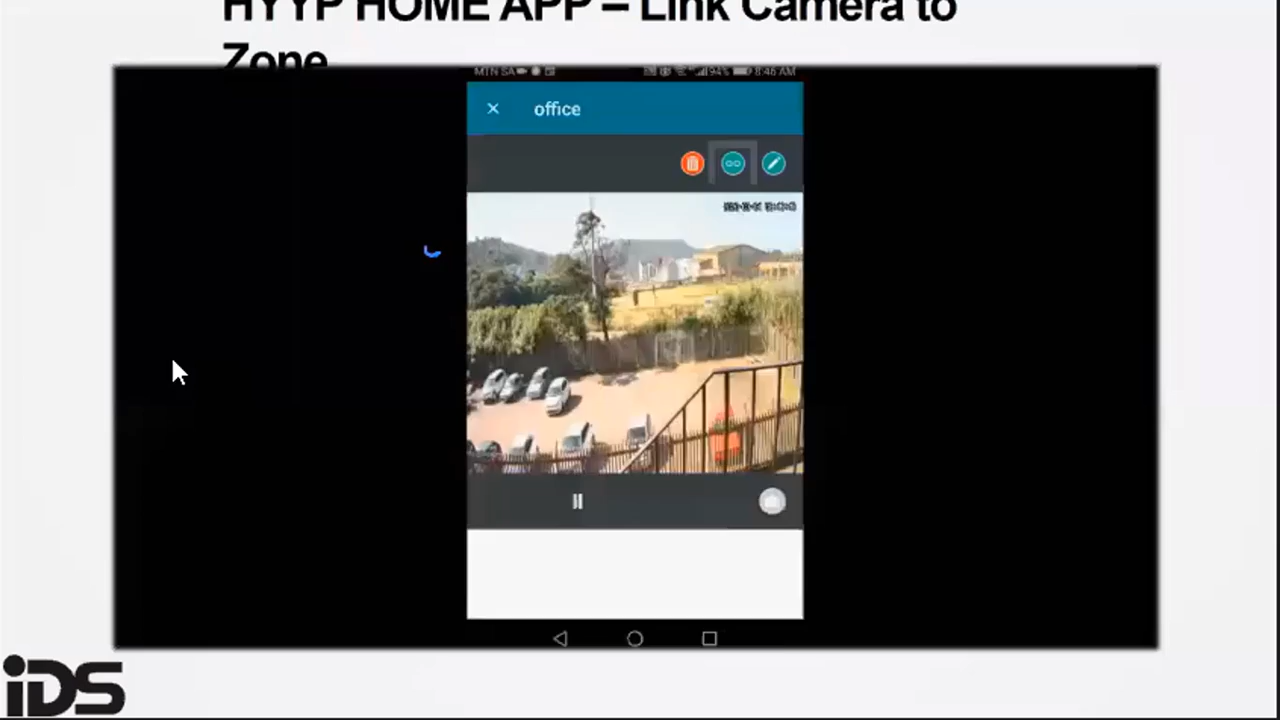 HYYP HOME APP – Link Camera to
Zone
MTN SA 94% 8:46 AM
office
iDS